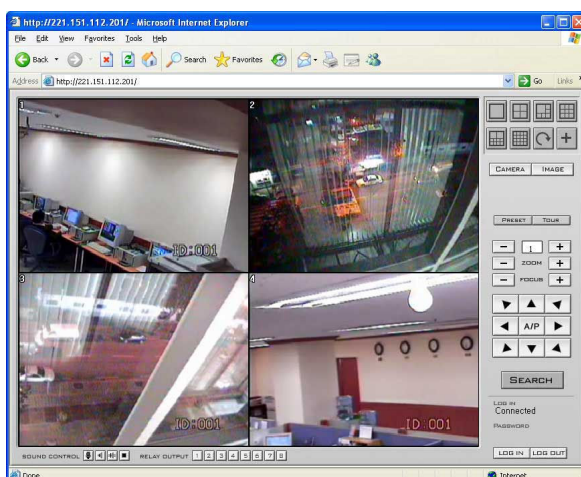 http://221.151.112.201/ - Microsoft Internet Explorer
File Edit View Favorites Tools Help
Back Search Favorites
Address http://221.151.112.201/ Go Links
1
2
ID:001
3
4
ID:001
ID:001
CAMERA IMAGE
PRESET TOUR
1
ZOOM
FOCUS
A/P
SEARCH
LOG IN
Connected
PASSWORD
LOG IN LOG OUT
SOUND CONTROL RELAY OUTPUT 1 2 3 4 5 6 7 8
Done Internet